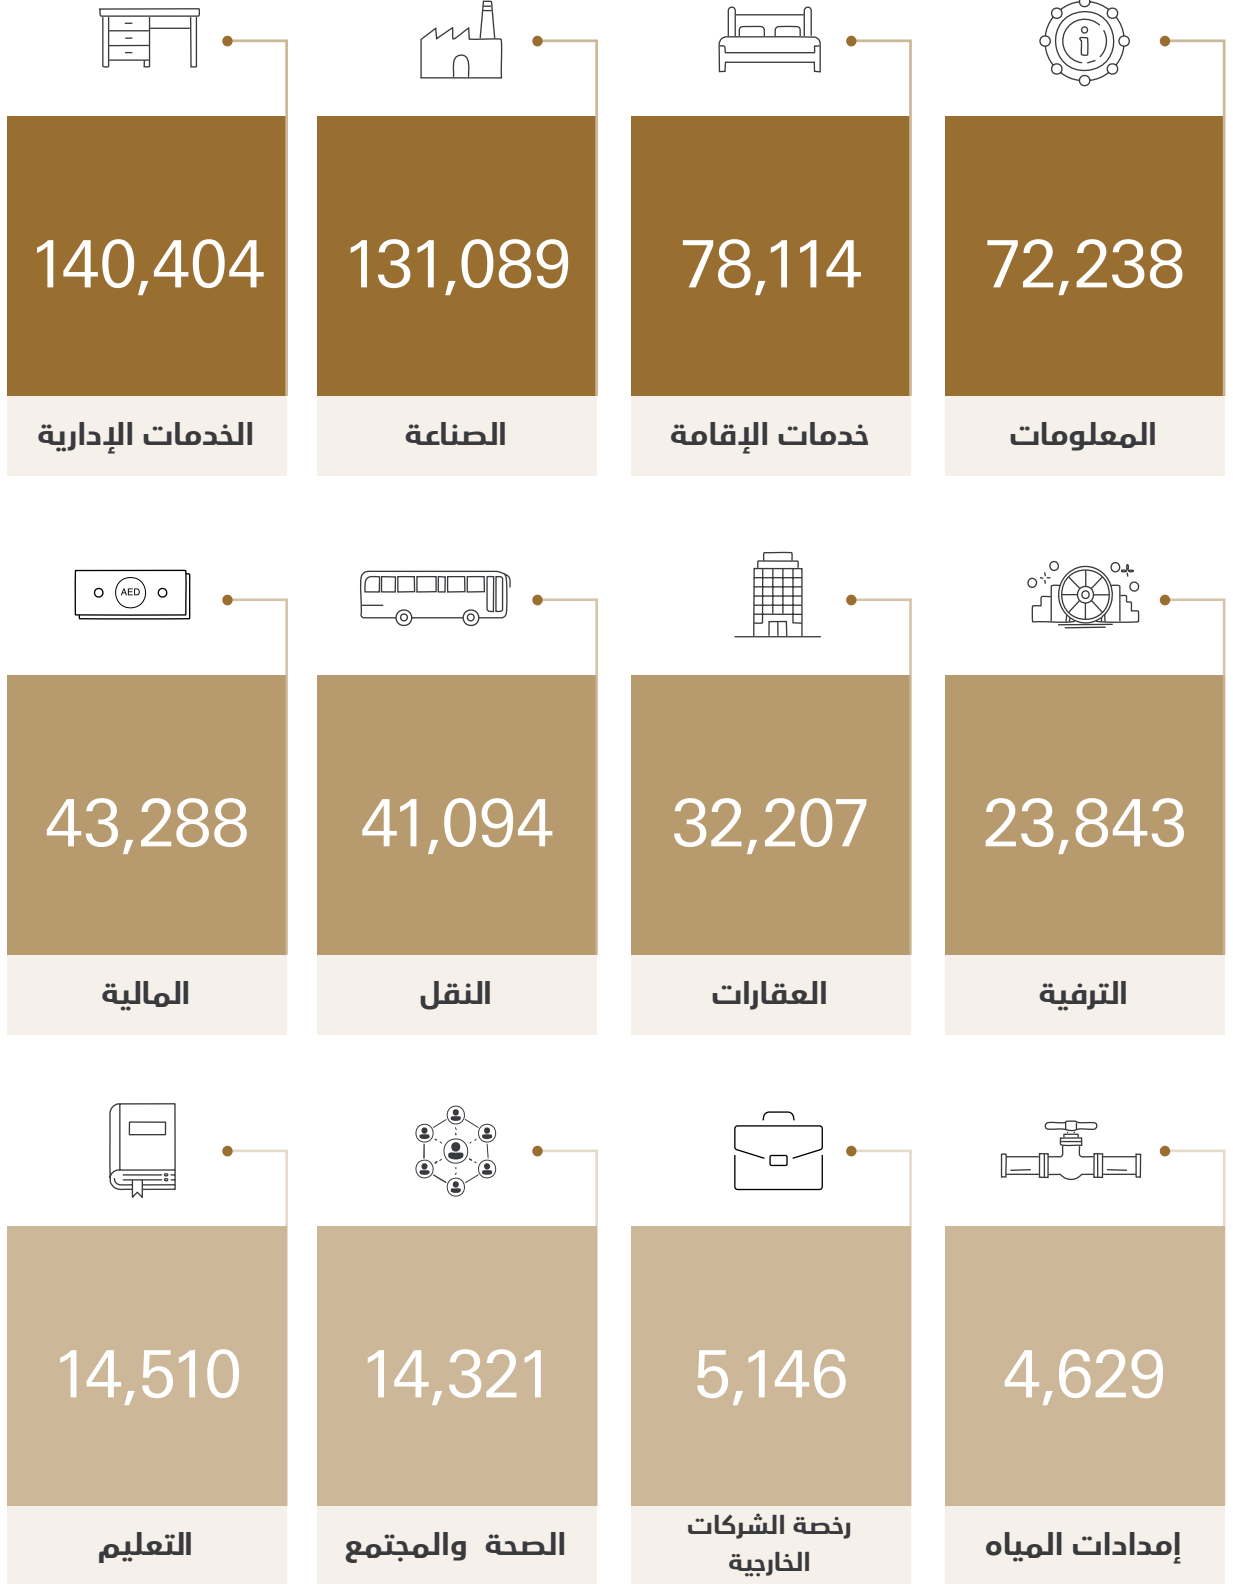 72,238
المعلومات
78,114
خدمات الإقامة
131,089
الصناعة
140,404
الخدمات الإدارية
23,843
الترفية
32,207
العقارات
41,094
النقل
AED
43,288
المالية
4,629
إمدادات المياه
5,146
رخصة الشركات
الخارجية
14,321
الصحة والمجتمع
14,510
التعليم